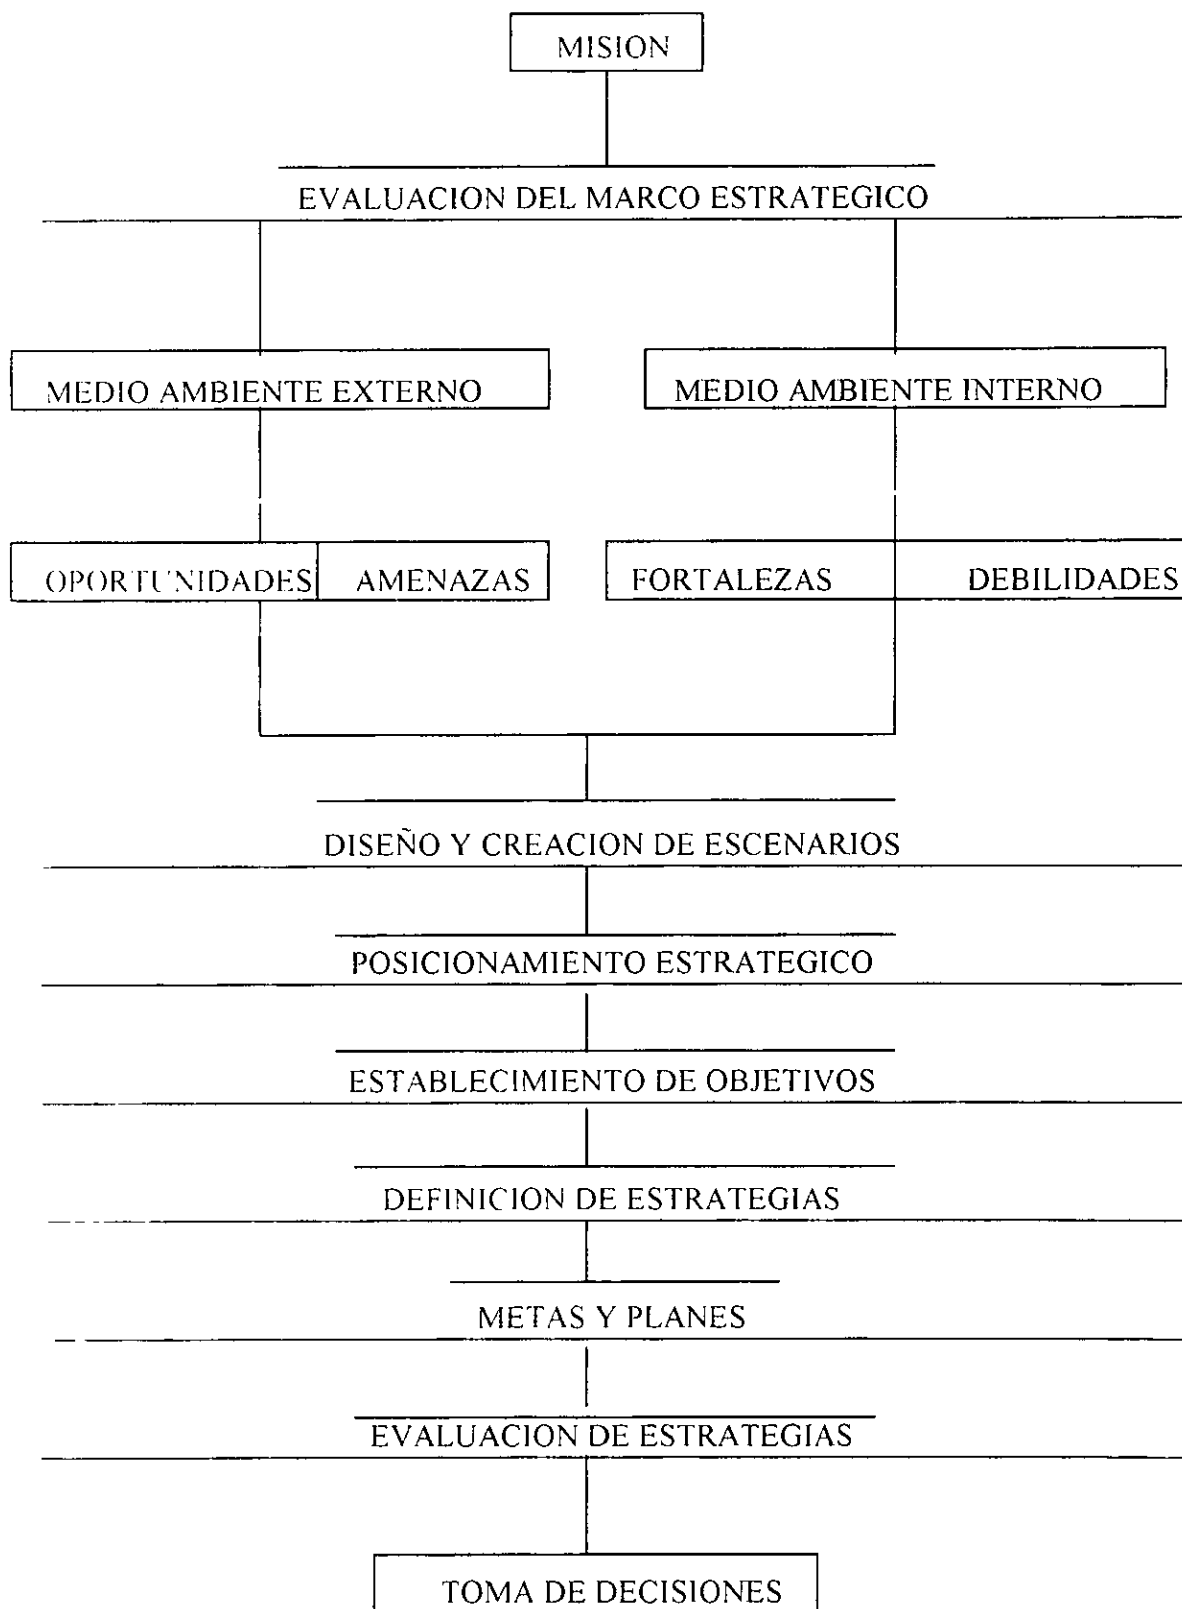 MISION
EVALUACION DEL MARCO ESTRATEGICO
MEDIO AMBIENTE EXTERNO
MEDIO AMBIENTE INTERNO
OPORTUNIDADES AMENAZAS
FORTALEZAS DEBILIDADES
DISEÑO Y CREACION DE ESCENARIOS
POSICIONAMIENTO ESTRATEGICO
ESTABLECIMIENTO DE OBJETIVOS
DEFINICION DE ESTRATEGIAS
METAS Y PLANES
EVALUACION DE ESTRATEGIAS
TOMA DE DECISIONES